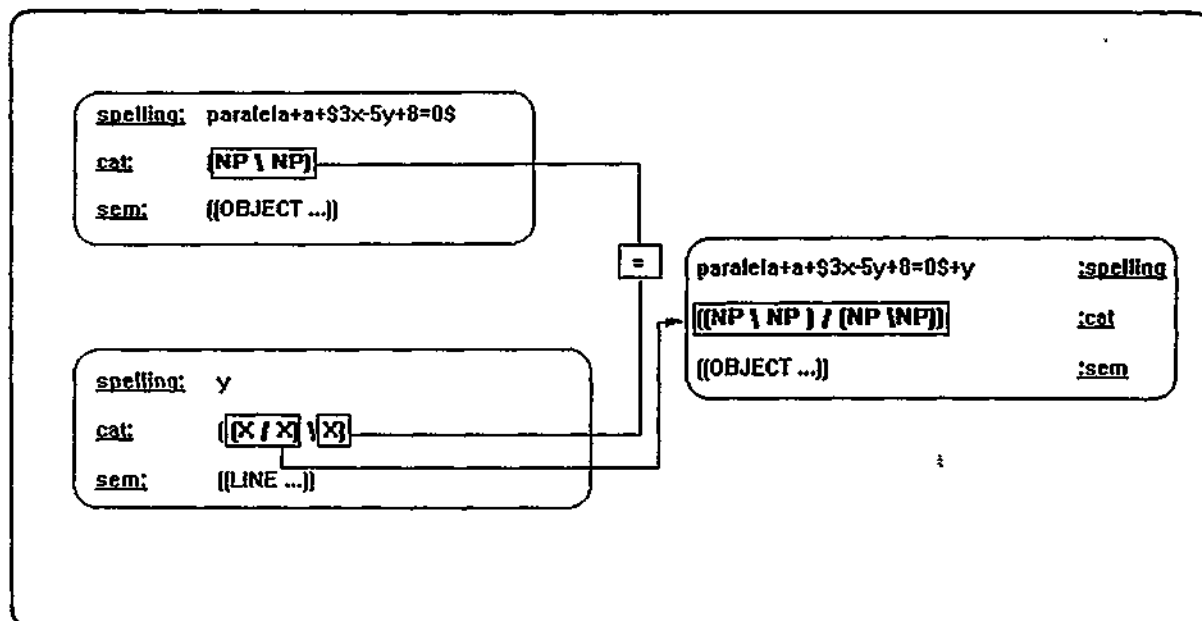 spelling: paralela+a+$3x-5y+8=0$
cat: (NP \ NP)
sem: ((OBJECT ...))
=
paralela+a+$3x-5y+8=0$+y :spelling
((NP \ NP ) / (NP \NP)) :cat
((OBJECT ...)) :sem
spelling: y
cat: ( (X / X) \ X)
sem: ((LINE ...))